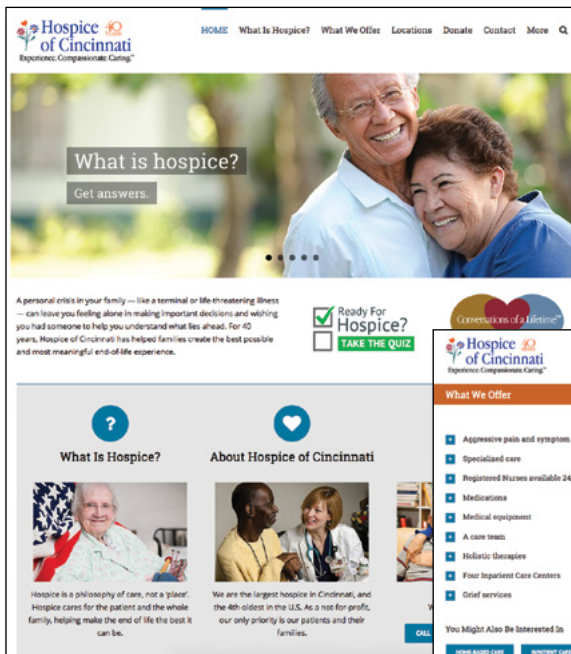 Hospice 40
of Cincinnati
Experience. Compassionate. Caring.™
HOME What Is Hospice? What We Offer Locations Donate Contact More
What is hospice?
Get answers.
A personal crisis in your family — like a terminal or life-threatening illness
— can leave you feeling alone in making important decisions and wishing
you had someone to help you understand what lies ahead. For 40
years, Hospice of Cincinnati has helped families create the best possible
and most meaningful end-of-life experience.
Ready For
Hospice?
TAKE THE QUIZ
Conversations of a Lifetime™
?
What Is Hospice?
Hospice is a philosophy of care, not a 'place'.
Hospice cares for the patient and the whole
family, helping make the end of life the best it
can be.
About Hospice of Cincinnati
We are the largest hospice in Cincinnati, and
the 4th oldest in the U.S. As a not-for-profit,
our only priority is our patients and their
families.
W
CALL
Hospice 40
of Cincinnati
Experience. Compassionate. Caring.™
What We Offer
Aggressive pain and symptom
Specialized care
Registered Nurses available 24
Medications
Medical equipment
A care team
Holistic therapies
Four Inpatient Care Centers
Grief services
You Might Also Be Interested In
HOME-BASED CARE INPATIENT CARE